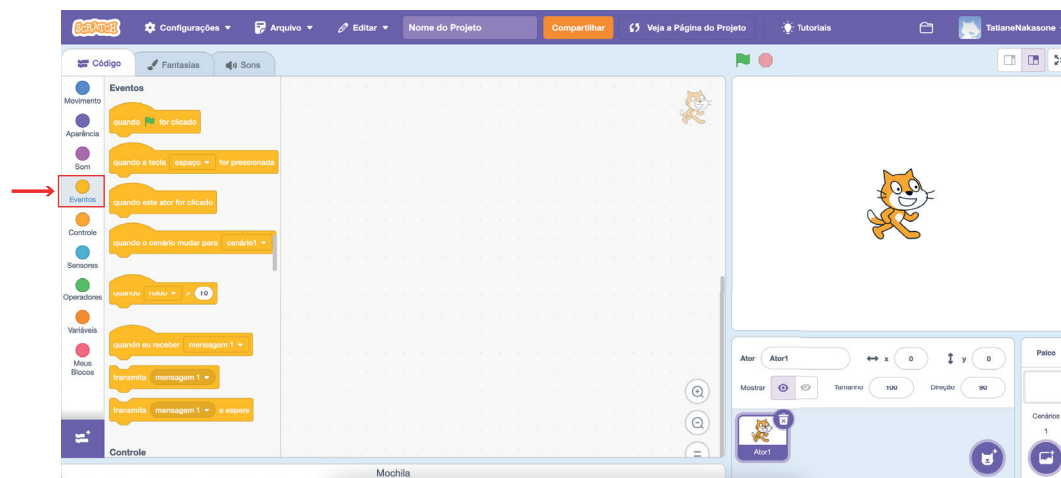 SCRATCH Configurações Arquivo Editar Nome do Projeto Compartilhar Veja a Página do Projeto Tutoriais TatianeNakasone
Código Fantasias Sons
Movimento
Aparência
Som
Eventos
Controle
Sensores
Operadores
Variáveis
Meus
Blocos
Eventos
quando for clicado
quando a tecla espaço for pressionada
quando este ator for clicado
quando o cenário mudar para cenário1
quando ruído > 10
quando eu receber mensagem 1
transmita mensagem 1
transmita mensagem 1 e espere
Controle
Mochila
Ator Ator1 x 0 y 0
Mostrar Tamanho 100 Direção 90
Ator1
Palco
Cenários
1